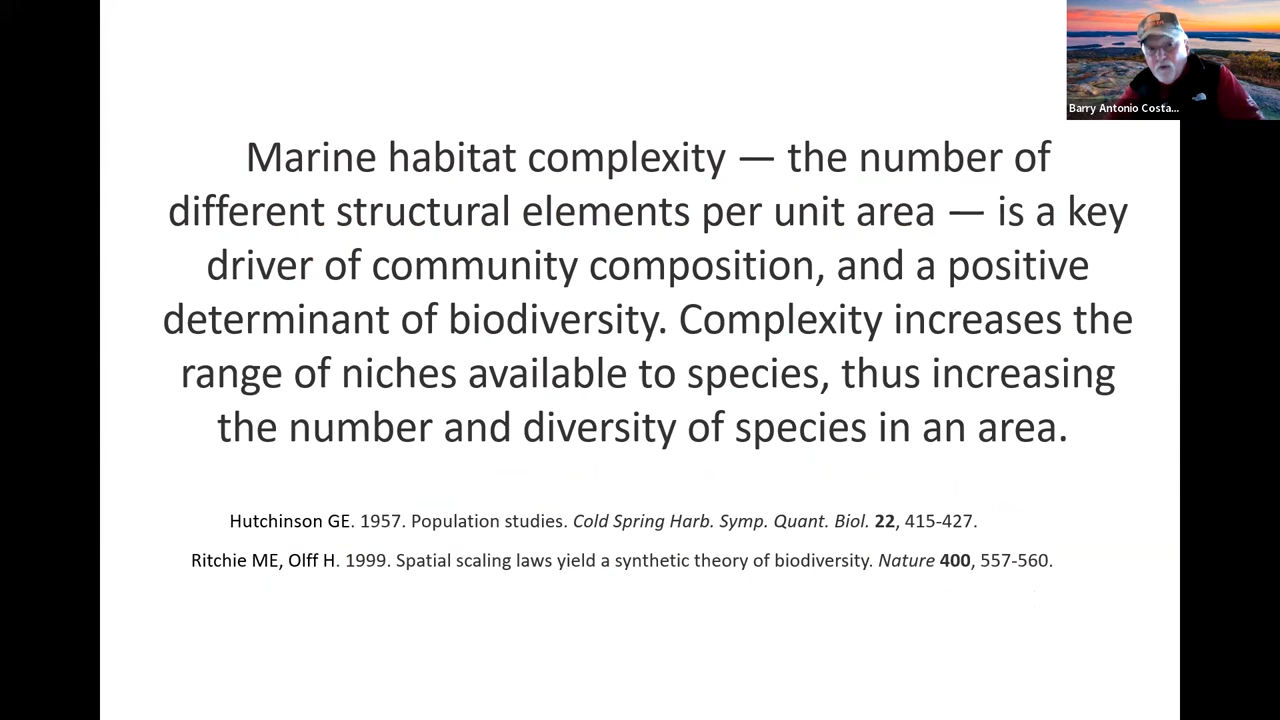 Barry Antonio Costa...
Marine habitat complexity — the number of
different structural elements per unit area — is a key
driver of community composition, and a positive
determinant of biodiversity. Complexity increases the
range of niches available to species, thus increasing
the number and diversity of species in an area.
Hutchinson GE. 1957. Population studies. Cold Spring Harb. Symp. Quant. Biol. 22, 415-427.
Ritchie ME, Olff H. 1999. Spatial scaling laws yield a synthetic theory of biodiversity. Nature 400, 557-560.